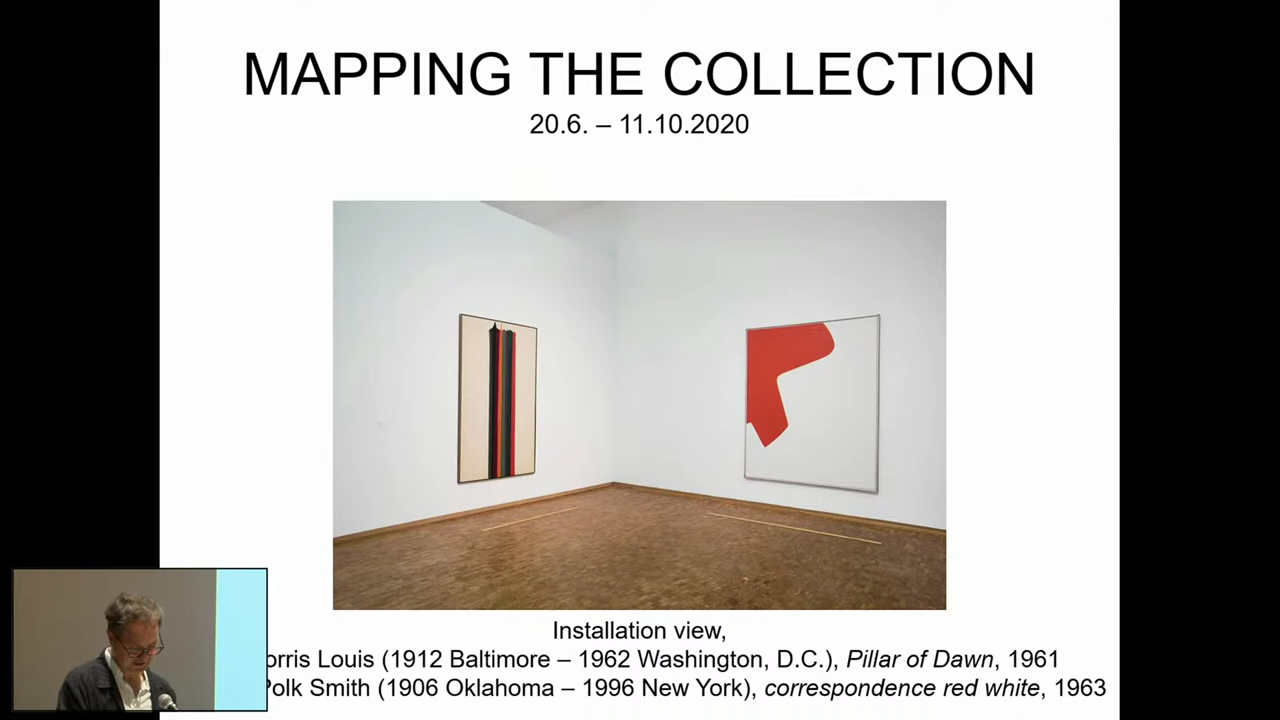 MAPPING THE COLLECTION
20.6. – 11.10.2020
Installation view,
orris Louis (1912 Baltimore – 1962 Washington, D.C.), Pillar of Dawn, 1961
Polk Smith (1906 Oklahoma – 1996 New York), correspondence red white, 1963